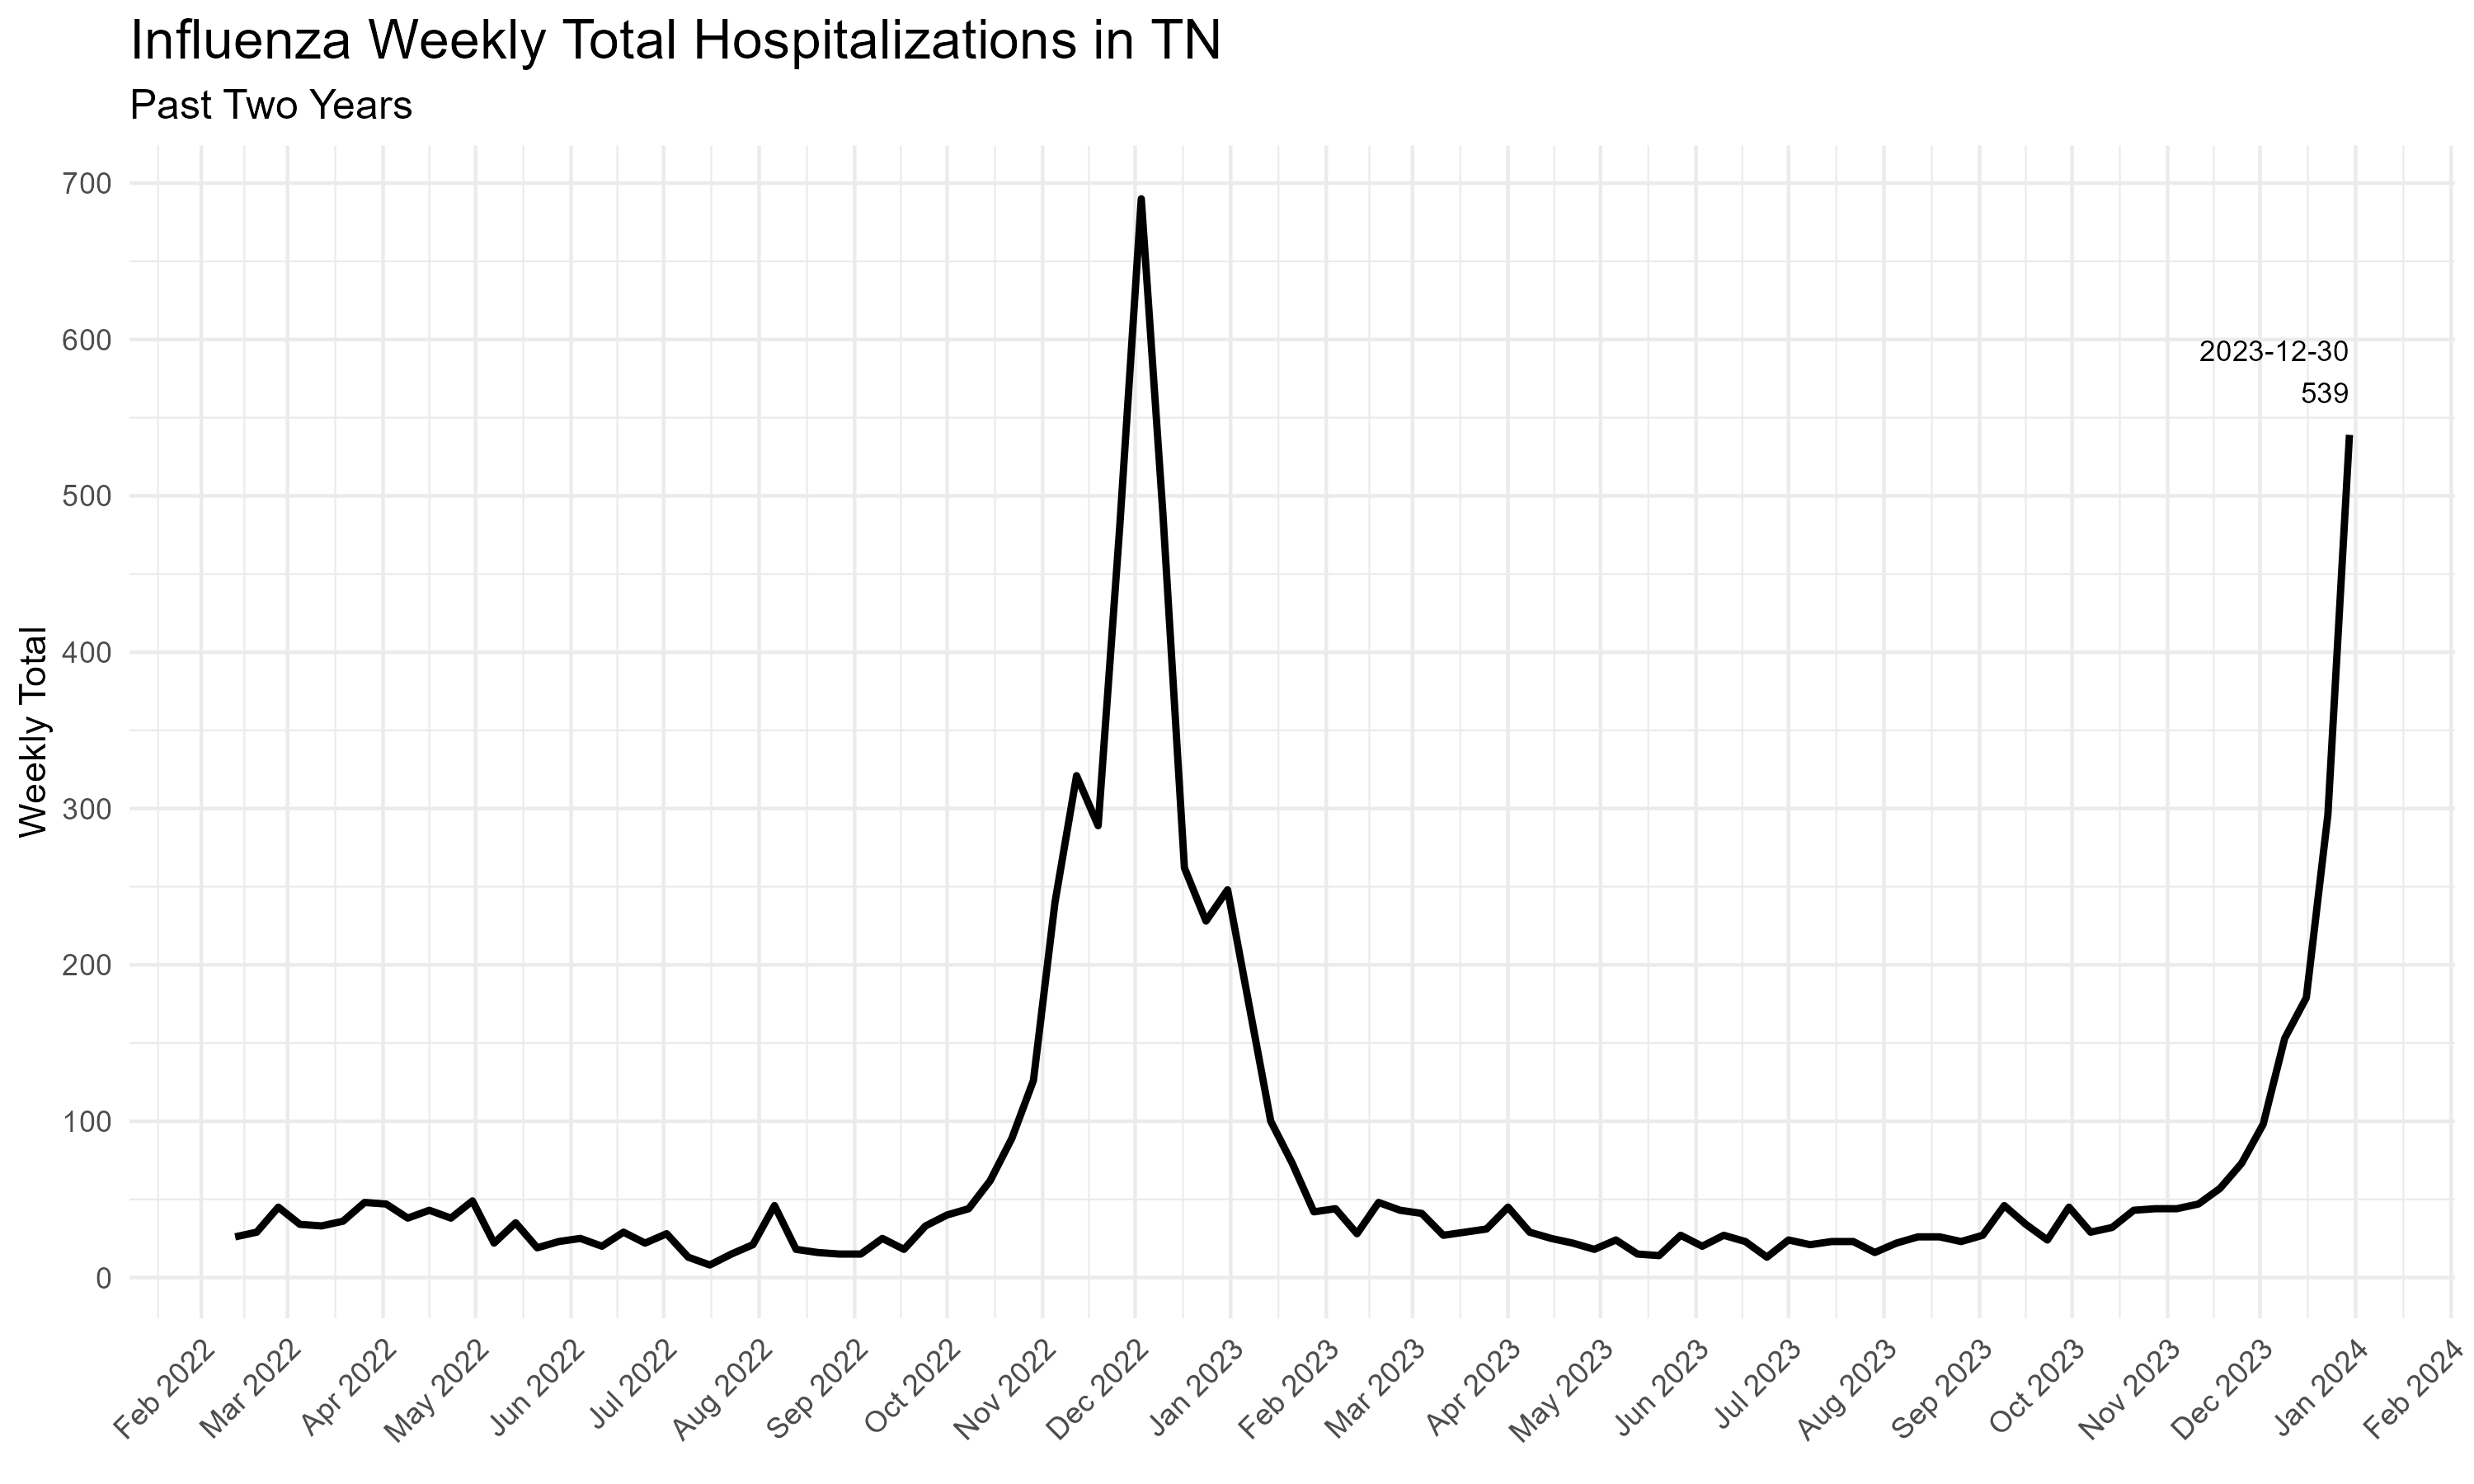 Influenza Weekly Total Hospitalizations in TN
Past Two Years
Weekly Total
700
600
500
400
300
200
100
0
2023-12-30
539
Feb 2022
Mar 2022
Apr 2022
May 2022
Jun 2022
Jul 2022
Aug 2022
Sep 2022
Oct 2022
Nov 2022
Dec 2022
Jan 2023
Feb 2023
Mar 2023
Apr 2023
May 2023
Jun 2023
Jul 2023
Aug 2023
Sep 2023
Oct 2023
Nov 2023
Dec 2023
Jan 2024
Feb 2024